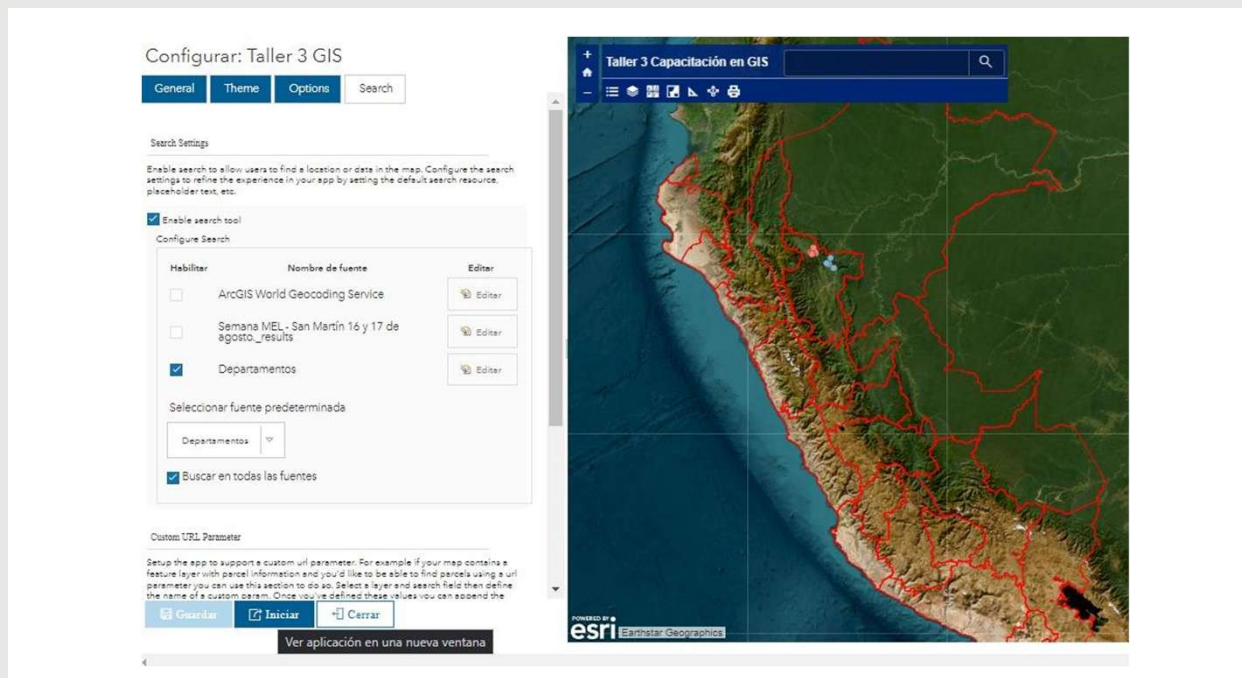 Configurar: Taller 3 GIS
General Theme Options Search
Search Settings
Enable search to allow users to find a location or data in the map. Configure the search
settings to refine the experience in your app by setting the default search resource,
placeholder text, etc.
Enable search tool
Configure Search
Habilitar Nombre de fuente Editar
ArcGIS World Geocoding Service Editar
Semana MEL - San Martín 16 y 17 de
agosto._results Editar
Departamentos Editar
Seleccionar fuente predeterminada
Departamentos
Buscar en todas las fuentes
Custom URL Parameter
Setup the app to support a custom url parameter. For example if your map contains a
feature layer with parcel information and you'd like to be able to find parcels using a url
parameter you can use this section to do so. Select a layer and search field then define
the name of a custom param. Once you've defined these values you can append the
Guardar Iniciar Cerrar
Ver aplicación en una nueva ventana
Taller 3 Capacitación en GIS
POWERED BY
esri Earthstar Geographics